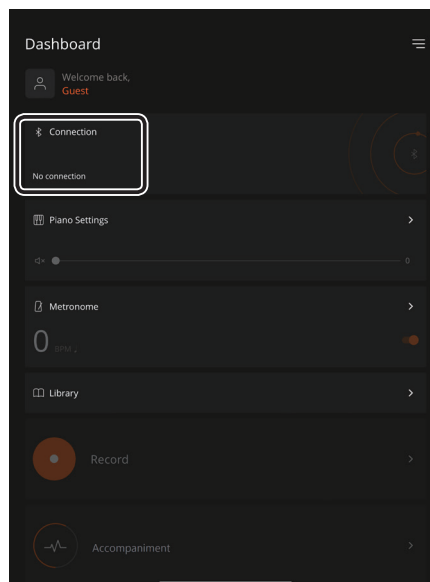 Dashboard
Welcome back,
Guest
Connection
No connection
Piano Settings
0
Metronome
0 BPM ♩
Library
Record
Accompaniment